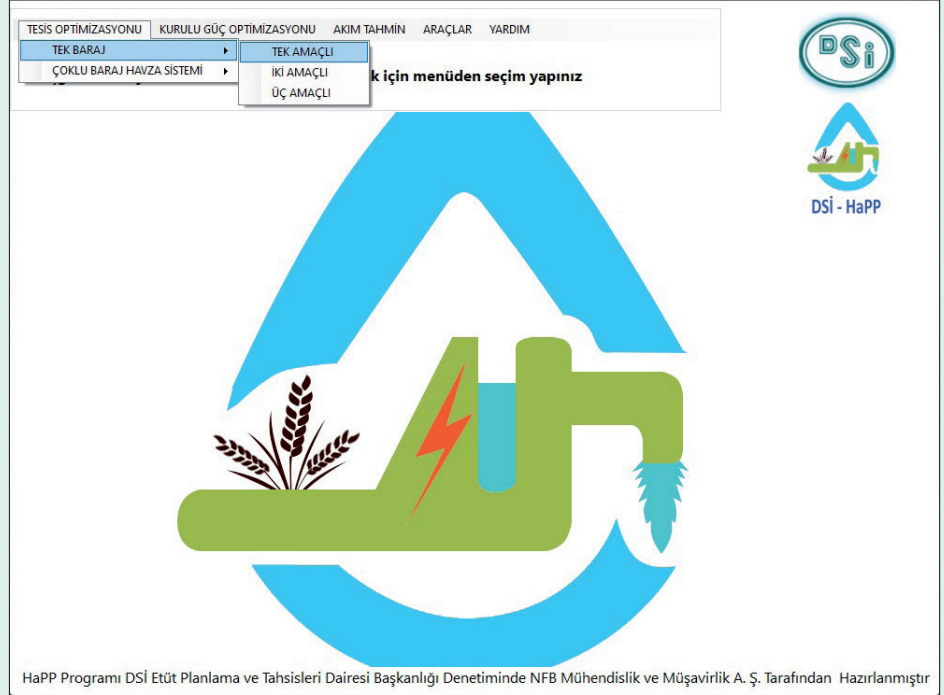 TESİS OPTİMİZASYONU KURULU GÜÇ OPTİMİZASYONU AKIM TAHMİN ARAÇLAR YARDIM
TEK BARAJ
TEK AMAÇLI
ÇOKLU BARAJ HAVZA SİSTEMİ
İKİ AMAÇLI
k için menüden seçim yapınız
ÜÇ AMAÇLI
DSİ
DSİ - HaPP
HaPP Programı DSİ Etüt Planlama ve Tahsisleri Dairesi Başkanlığı Denetiminde NFB Mühendislik ve Müşavirlik A. Ş. Tarafından Hazırlanmıştır